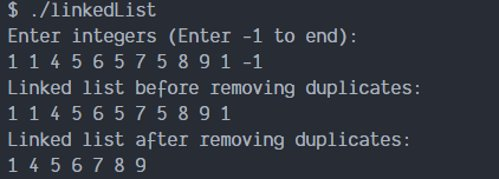 $ ./linkedList
Enter integers (Enter -1 to end):
1 1 4 5 6 5 7 5 8 9 1 -1
Linked list before removing duplicates:
1 1 4 5 6 5 7 5 8 9 1
Linked list after removing duplicates:
1 4 5 6 7 8 9